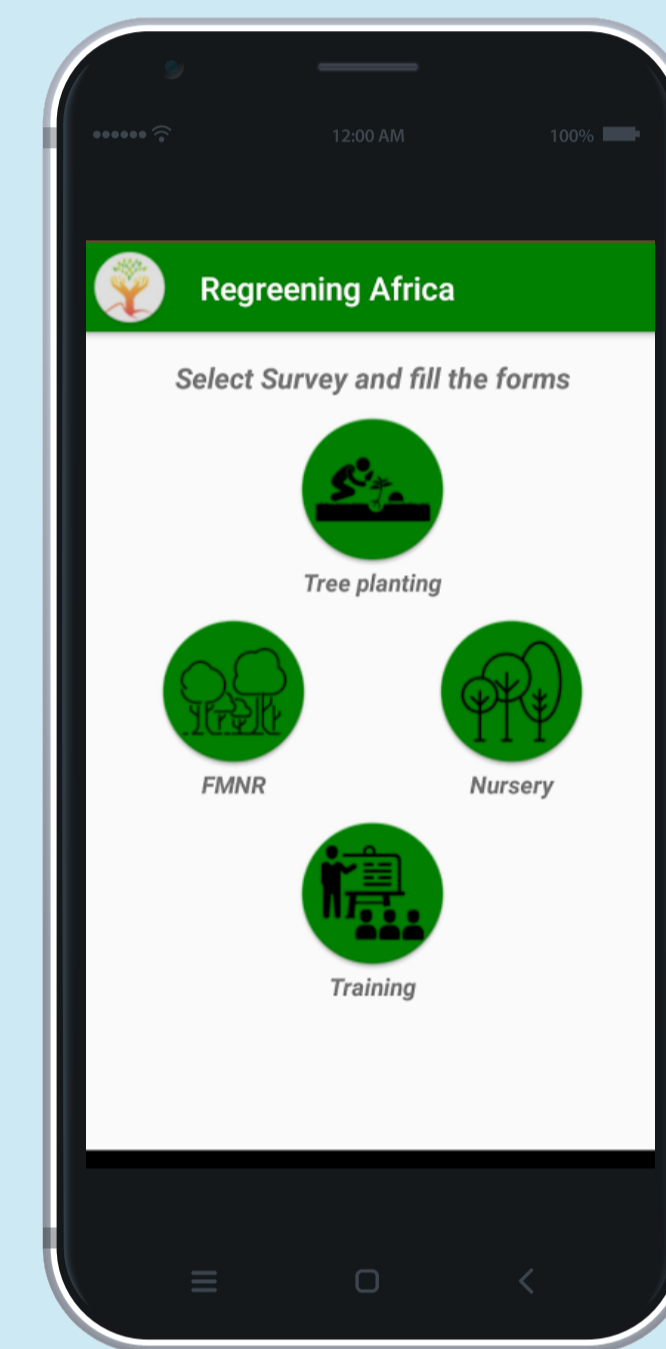 12:00 AM 100%
Regreening Africa
Select Survey and fill the forms
Tree planting
FMNR Nursery
Training